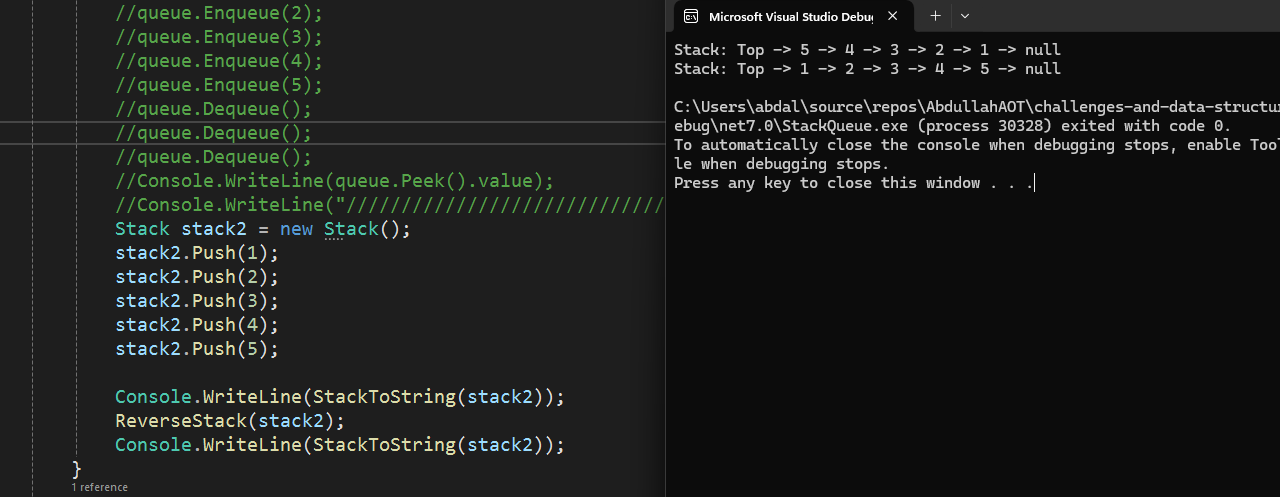 //queue.Enqueue(2);
//queue.Enqueue(3);
//queue.Enqueue(4);
//queue.Enqueue(5);
//queue.Dequeue();
//queue.Dequeue();
//queue.Dequeue();
//Console.WriteLine(queue.Peek().value);
//Console.WriteLine("/////////////////////////////
Stack stack2 = new Stack();
stack2.Push(1);
stack2.Push(2);
stack2.Push(3);
stack2.Push(4);
stack2.Push(5);
Console.WriteLine(StackToString(stack2));
ReverseStack(stack2);
Console.WriteLine(StackToString(stack2));
}
1 reference
Microsoft Visual Studio Debug
Stack: Top -> 5 -> 4 -> 3 -> 2 -> 1 -> null
Stack: Top -> 1 -> 2 -> 3 -> 4 -> 5 -> null
C:\Users\abdal\source\repos\AbdullahAOT\challenges-and-data-structur
ebug\net7.0\StackQueue.exe (process 30328) exited with code 0.
To automatically close the console when debugging stops, enable Tool
le when debugging stops.
Press any key to close this window . . .